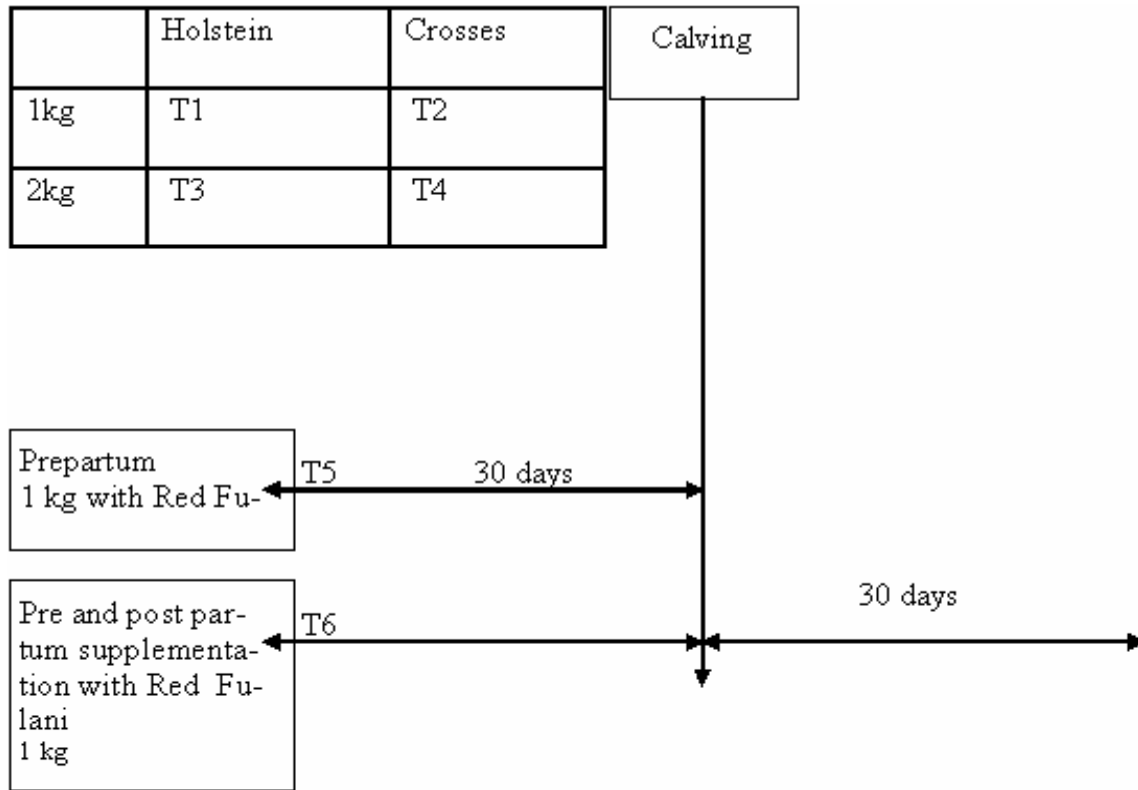 Holstein Crosses
1kg T1 T2
2kg T3 T4
Calving
Prepartum
1 kg with Red Fu-
T5 30 days
Pre and post par-
tum supplementa-
tion with Red Fu-
lani
1 kg
T6
30 days